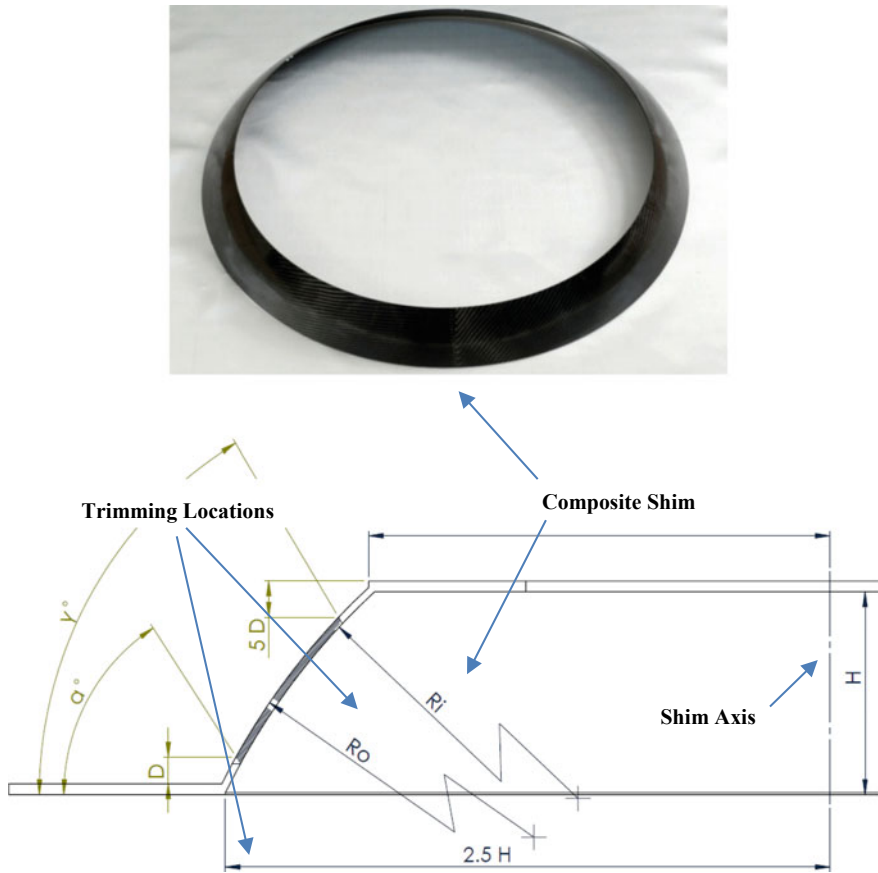 Trimming Locations
Composite Shim
γ°
α°
5 D
D
Ri
Ro
H
Shim Axis
2.5 H